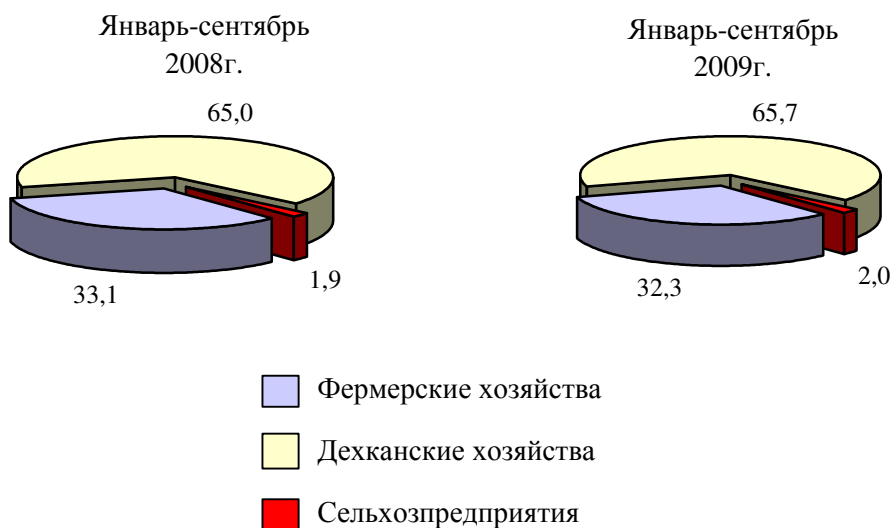 Январь-сентябрь
2008г.
65,0
33,1
1,9
Январь-сентябрь
2009г.
65,7
32,3
2,0
Фермерские хозяйства
Дехканские хозяйства
Сельхозпредприятия